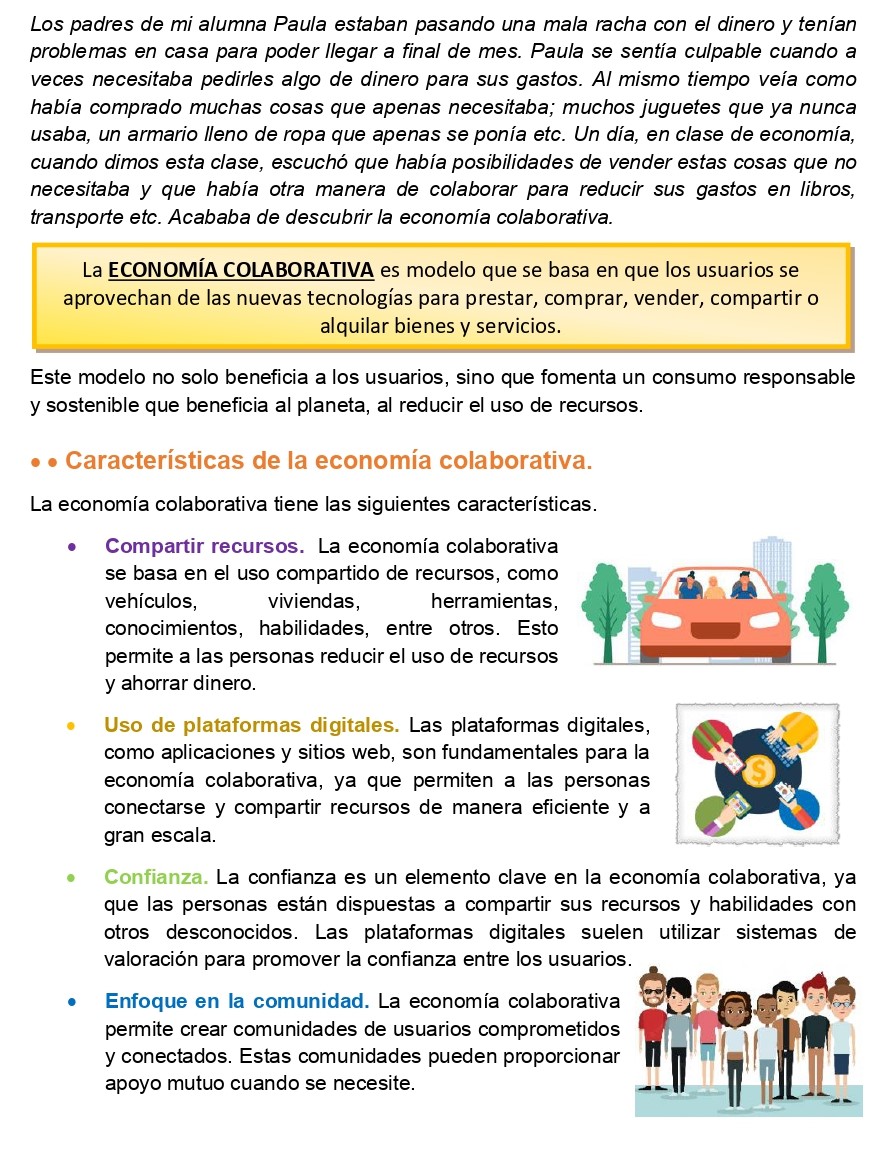 Los padres de mi alumna Paula estaban pasando una mala racha con el dinero y tenían
problemas en casa para poder llegar a final de mes. Paula se sentía culpable cuando a
veces necesitaba pedirles algo de dinero para sus gastos. Al mismo tiempo veía como
había comprado muchas cosas que apenas necesitaba; muchos juguetes que ya nunca
usaba, un armario lleno de ropa que apenas se ponía etc. Un día, en clase de economía,
cuando dimos esta clase, escuchó que había posibilidades de vender estas cosas que no
necesitaba y que había otra manera de colaborar para reducir sus gastos en libros,
transporte etc. Acababa de descubrir la economía colaborativa.
La ECONOMÍA COLABORATIVA es modelo que se basa en que los usuarios se
aprovechan de las nuevas tecnologías para prestar, comprar, vender, compartir o
alquilar bienes y servicios.
Este modelo no solo beneficia a los usuarios, sino que fomenta un consumo responsable
y sostenible que beneficia al planeta, al reducir el uso de recursos.
• • Características de la economía colaborativa.
La economía colaborativa tiene las siguientes características.
• Compartir recursos. La economía colaborativa
se basa en el uso compartido de recursos, como
vehículos, viviendas, herramientas,
conocimientos, habilidades, entre otros. Esto
permite a las personas reducir el uso de recursos
y ahorrar dinero.
• Uso de plataformas digitales. Las plataformas digitales,
como aplicaciones y sitios web, son fundamentales para la
economía colaborativa, ya que permiten a las personas
conectarse y compartir recursos de manera eficiente y a
gran escala.
• Confianza. La confianza es un elemento clave en la economía colaborativa, ya
que las personas están dispuestas a compartir sus recursos y habilidades con
otros desconocidos. Las plataformas digitales suelen utilizar sistemas de
valoración para promover la confianza entre los usuarios.
• Enfoque en la comunidad. La economía colaborativa
permite crear comunidades de usuarios comprometidos
y conectados. Estas comunidades pueden proporcionar
apoyo mutuo cuando se necesite.